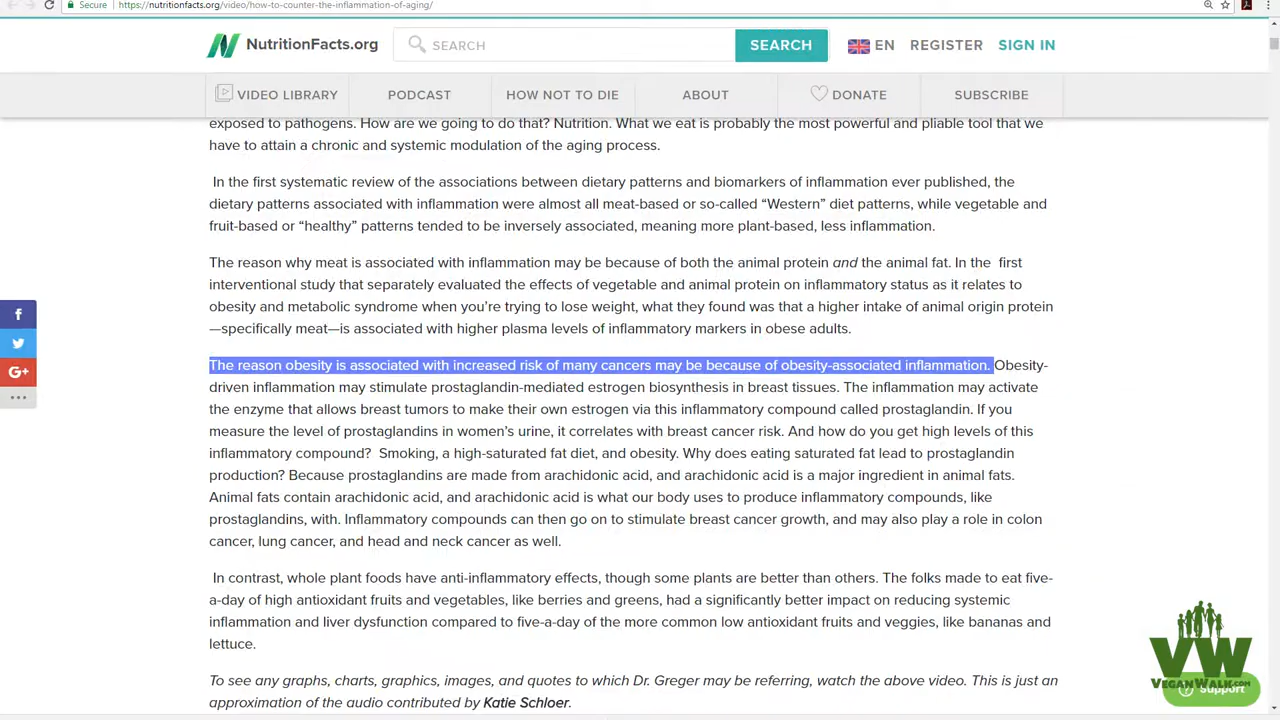 Secure
https://nutritionfacts.org/video/how-to-counter-the-inflammation-of-aging/
NutritionFacts.org
SEARCH
SEARCH
EN
REGISTER
SIGN IN
VIDEO LIBRARY
PODCAST
HOW NOT TO DIE
ABOUT
DONATE
SUBSCRIBE
exposed to pathogens. How are we going to do that? Nutrition. What we eat is probably the most powerful and pliable tool that we
have to attain a chronic and systemic modulation of the aging process.
In the first systematic review of the associations between dietary patterns and biomarkers of inflammation ever published, the
dietary patterns associated with inflammation were almost all meat-based or so-called “Western” diet patterns, while vegetable and
fruit-based or “healthy” patterns tended to be inversely associated, meaning more plant-based, less inflammation.
The reason why meat is associated with inflammation may be because of both the animal protein and the animal fat. In the first
interventional study that separately evaluated the effects of vegetable and animal protein on inflammatory status as it relates to
obesity and metabolic syndrome when you’re trying to lose weight, what they found was that a higher intake of animal origin protein
—specifically meat—is associated with higher plasma levels of inflammatory markers in obese adults.
The reason obesity is associated with increased risk of many cancers may be because of obesity-associated inflammation. Obesity-
driven inflammation may stimulate prostaglandin-mediated estrogen biosynthesis in breast tissues. The inflammation may activate
the enzyme that allows breast tumors to make their own estrogen via this inflammatory compound called prostaglandin. If you
measure the level of prostaglandins in women’s urine, it correlates with breast cancer risk. And how do you get high levels of this
inflammatory compound? Smoking, a high-saturated fat diet, and obesity. Why does eating saturated fat lead to prostaglandin
production? Because prostaglandins are made from arachidonic acid, and arachidonic acid is a major ingredient in animal fats.
Animal fats contain arachidonic acid, and arachidonic acid is what our body uses to produce inflammatory compounds, like
prostaglandins, with. Inflammatory compounds can then go on to stimulate breast cancer growth, and may also play a role in colon
cancer, lung cancer, and head and neck cancer as well.
In contrast, whole plant foods have anti-inflammatory effects, though some plants are better than others. The folks made to eat five-
a-day of high antioxidant fruits and vegetables, like berries and greens, had a significantly better impact on reducing systemic
inflammation and liver dysfunction compared to five-a-day of the more common low antioxidant fruits and veggies, like bananas and
lettuce.
To see any graphs, charts, graphics, images, and quotes to which Dr. Greger may be referring, watch the above video. This is just an
approximation of the audio contributed by Katie Schloer.
f
G+
VW
VEGANWALK.COM
Support